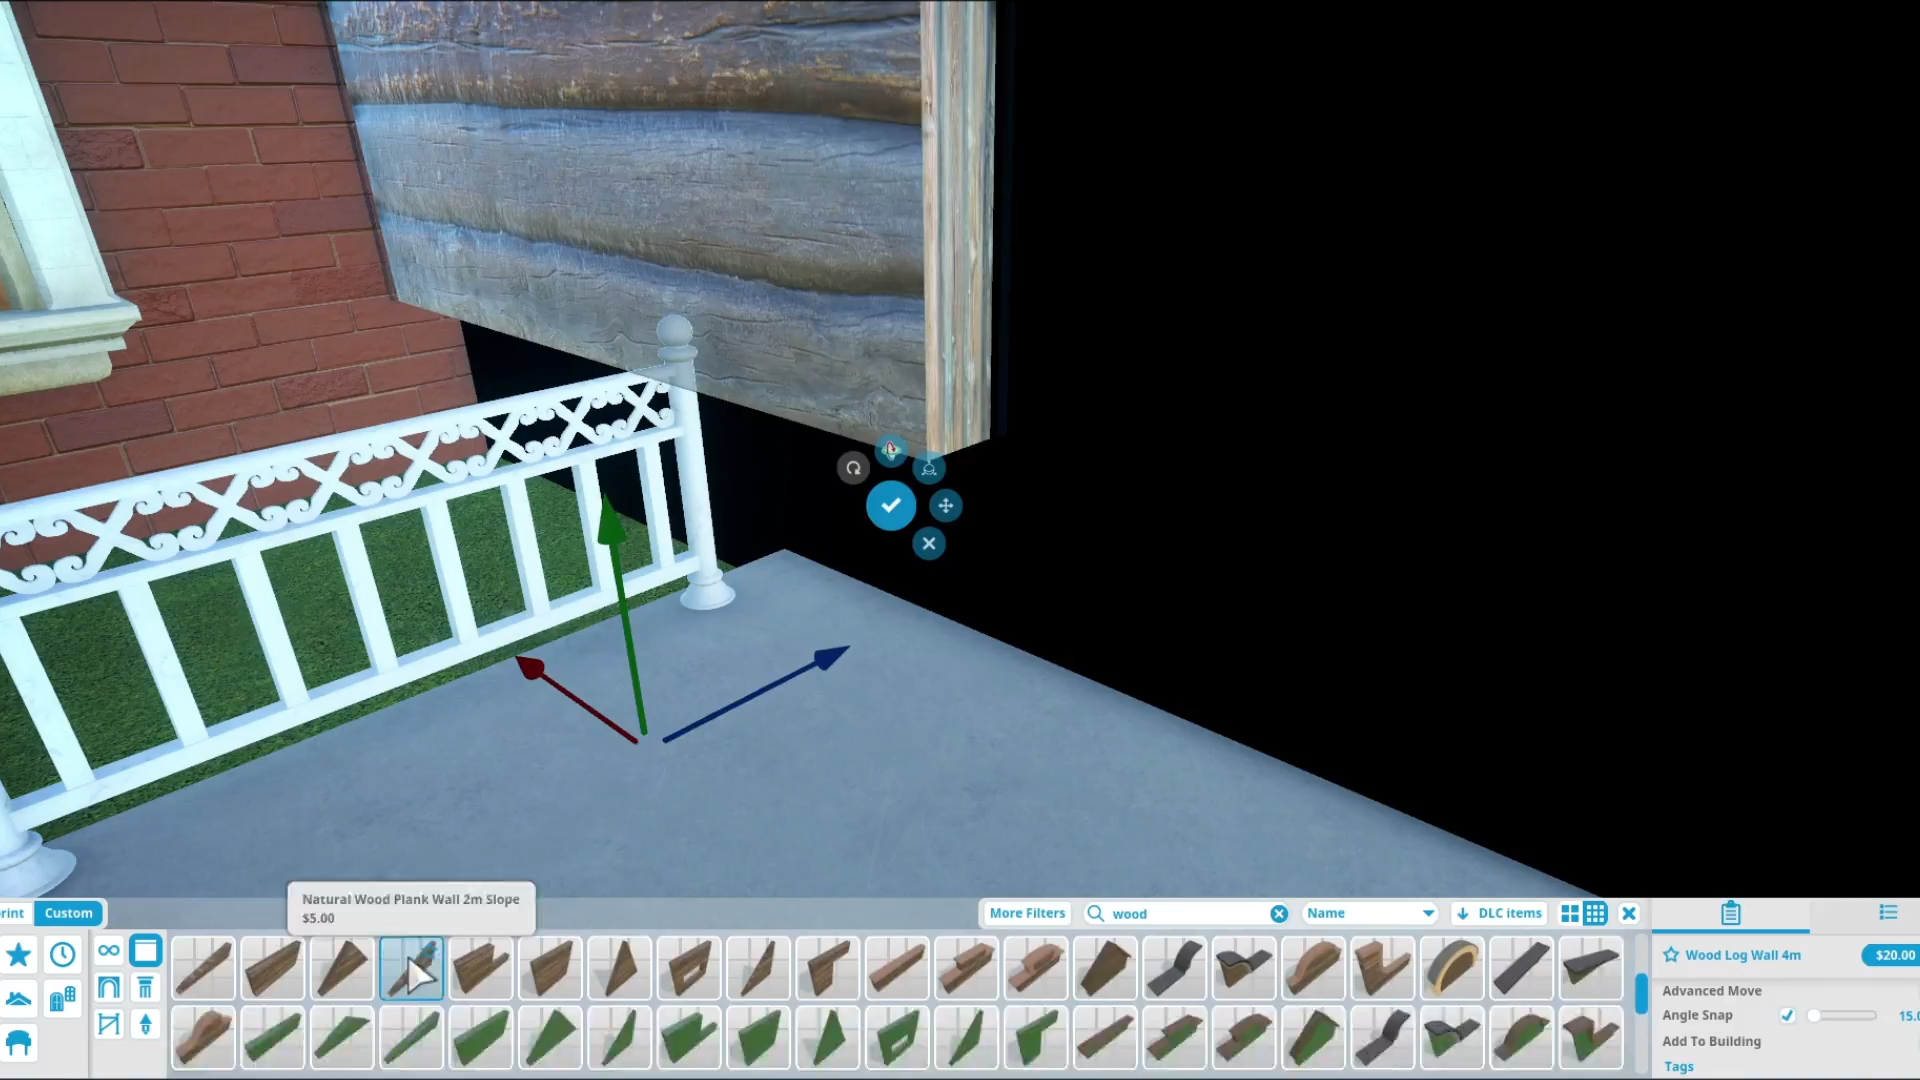 Natural Wood Plank Wall 2m Slope
$5.00
rint
Custom
More Filters
wood
Name
DLC items
Wood Log Wall 4m
$20.00
Advanced Move
Angle Snap
15.0
Add To Building
Tags